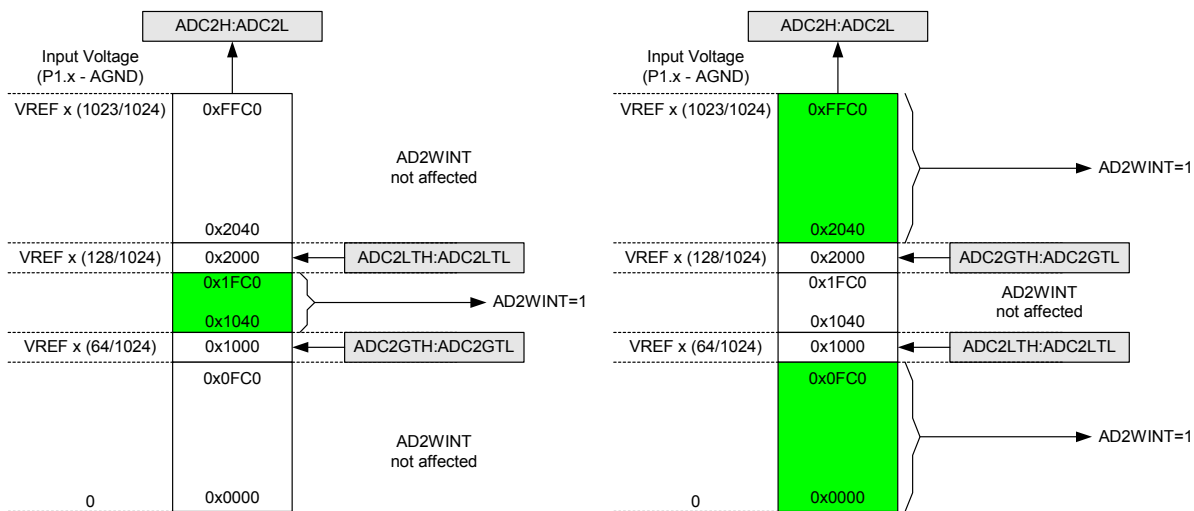 ADC2H:ADC2L
Input Voltage
(P1.x - AGND)
VREF x (1023/1024)
0xFFC0
AD2WINT
not affected
0x2040
VREF x (128/1024)
0x2000
ADC2LTH:ADC2LTL
0x1FC0
AD2WINT=1
0x1040
VREF x (64/1024)
0x1000
ADC2GTH:ADC2GTL
0x0FC0
AD2WINT
not affected
0
0x0000
ADC2H:ADC2L
Input Voltage
(P1.x - AGND)
VREF x (1023/1024)
0xFFC0
AD2WINT=1
0x2040
VREF x (128/1024)
0x2000
ADC2GTH:ADC2GTL
0x1FC0
AD2WINT
not affected
0x1040
VREF x (64/1024)
0x1000
ADC2LTH:ADC2LTL
0x0FC0
AD2WINT=1
0
0x0000